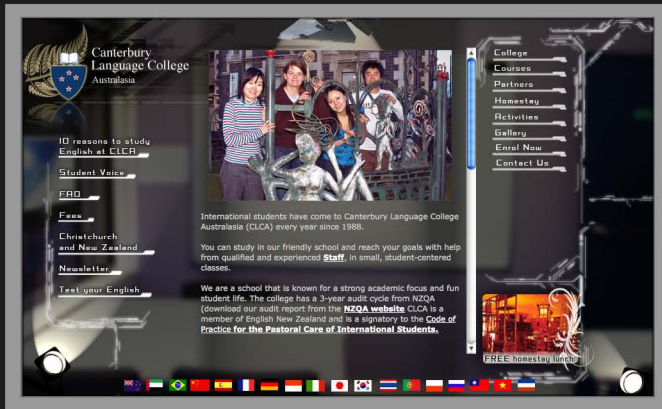 Canterbury
Language College
Australasia
10 reasons to study
English at CLCA
Student Voice
FAQ
Fees
Christchurch
and New Zealand
Newsletter
Test your English
International students have come to Canterbury Language College
Australasia (CLCA) every year since 1988.
You can study in our friendly school and reach your goals with help
from qualified and experienced Staff, in small, student-centered
classes.
We are a school that is known for a strong academic focus and fun
student life. The college has a 3-year audit cycle from NZQA
(download our audit report from the NZQA website CLCA is a
member of English New Zealand and is a signatory to the Code of
Practice for the Pastoral Care of International Students.
College
Courses
Partners
Homestay
Activities
Gallery
Enrol Now
Contact Us
FREE homestay lunch